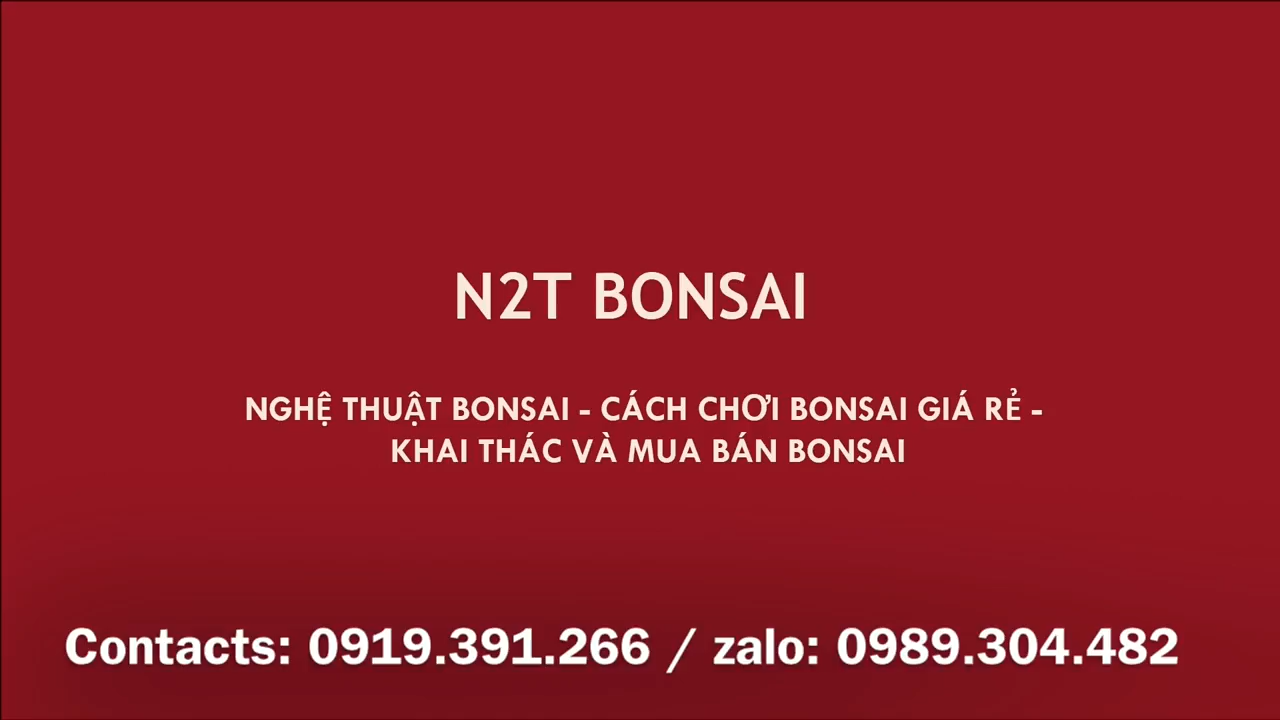 N2T BONSAI
NGHỆ THUẬT BONSAI - CÁCH CHƠI BONSAI GIÁ RẺ -
KHAI THÁC VÀ MUA BÁN BONSAI
Contacts: 0919.391.266 / zalo: 0989.304.482